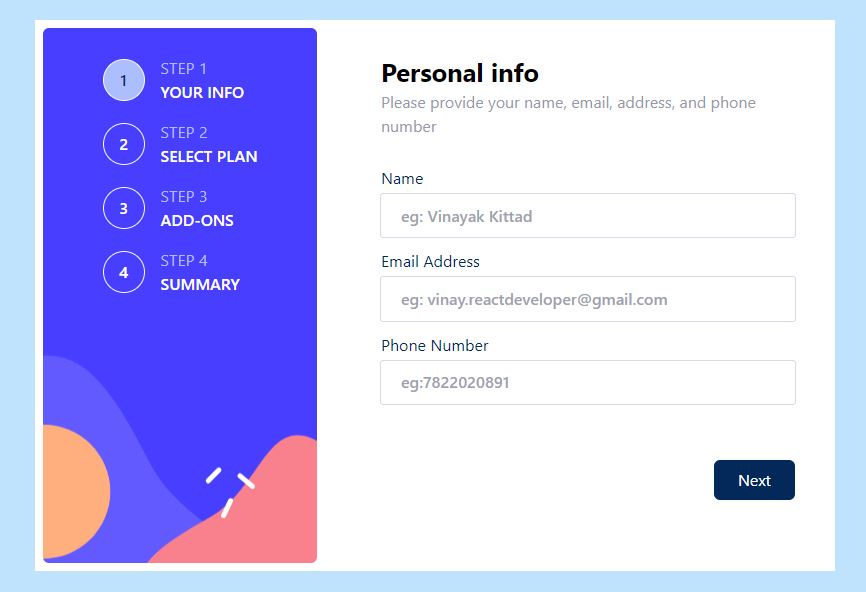 1
STEP 1
YOUR INFO
2
STEP 2
SELECT PLAN
3
STEP 3
ADD-ONS
4
STEP 4
SUMMARY
Personal info
Please provide your name, email, address, and phone
number
Name
eg: Vinayak Kittad
Email Address
eg: vinay.reactdeveloper@gmail.com
Phone Number
eg:7822020891
Next